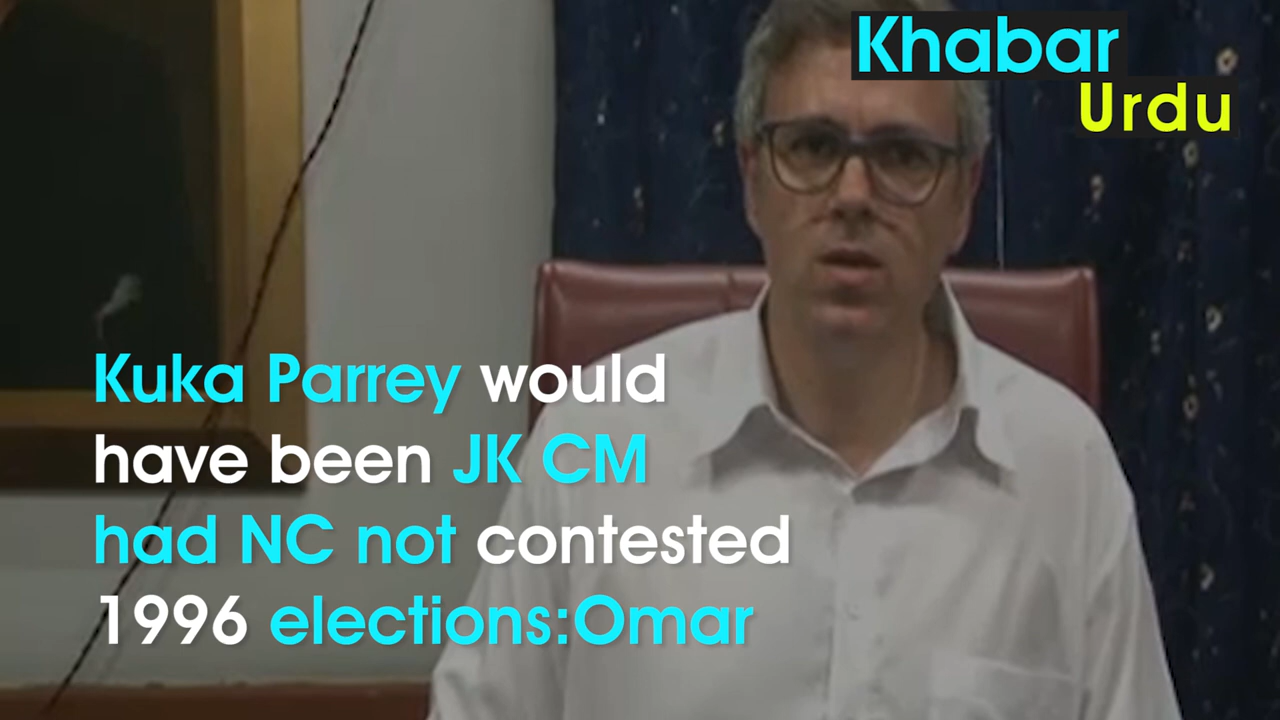 Khabar
Urdu
Kuka Parrey would
have been JK CM
had NC not contested
1996 elections:Omar